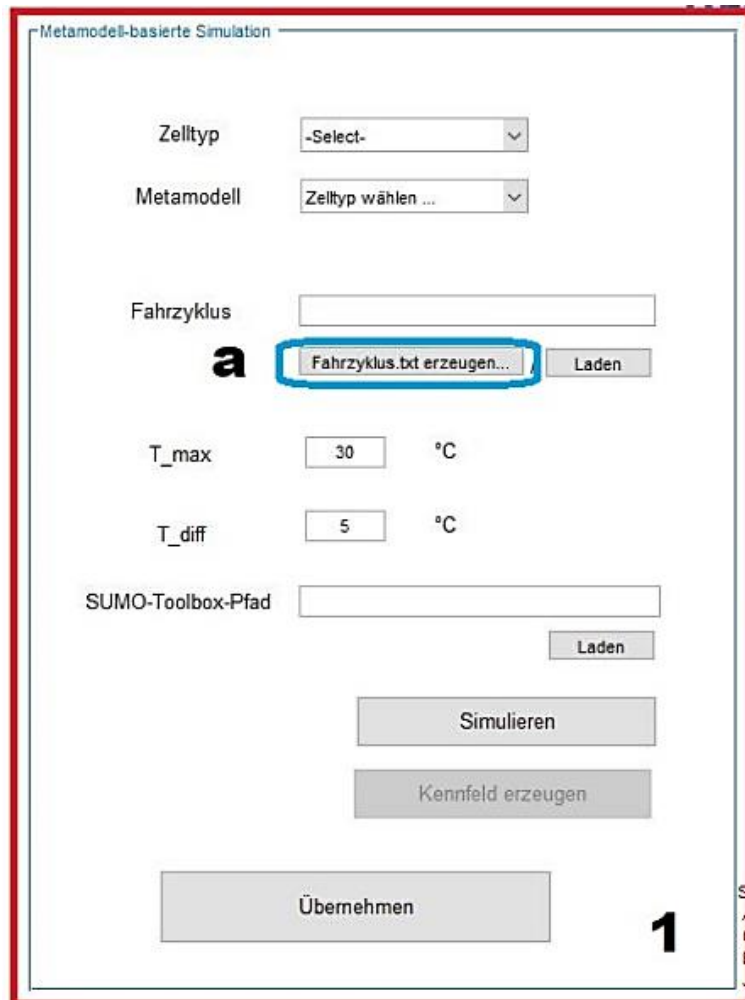 Metamodell-basierte Simulation
Zelltyp -Select-
Metamodell Zelltyp wählen ...
Fahrzyklus
a Fahrzyklus.txt erzeugen... / Laden
T_max 30 °C
T_diff 5 °C
SUMO-Toolbox-Pfad
Laden
Simulieren
Kennfeld erzeugen
Übernehmen
1